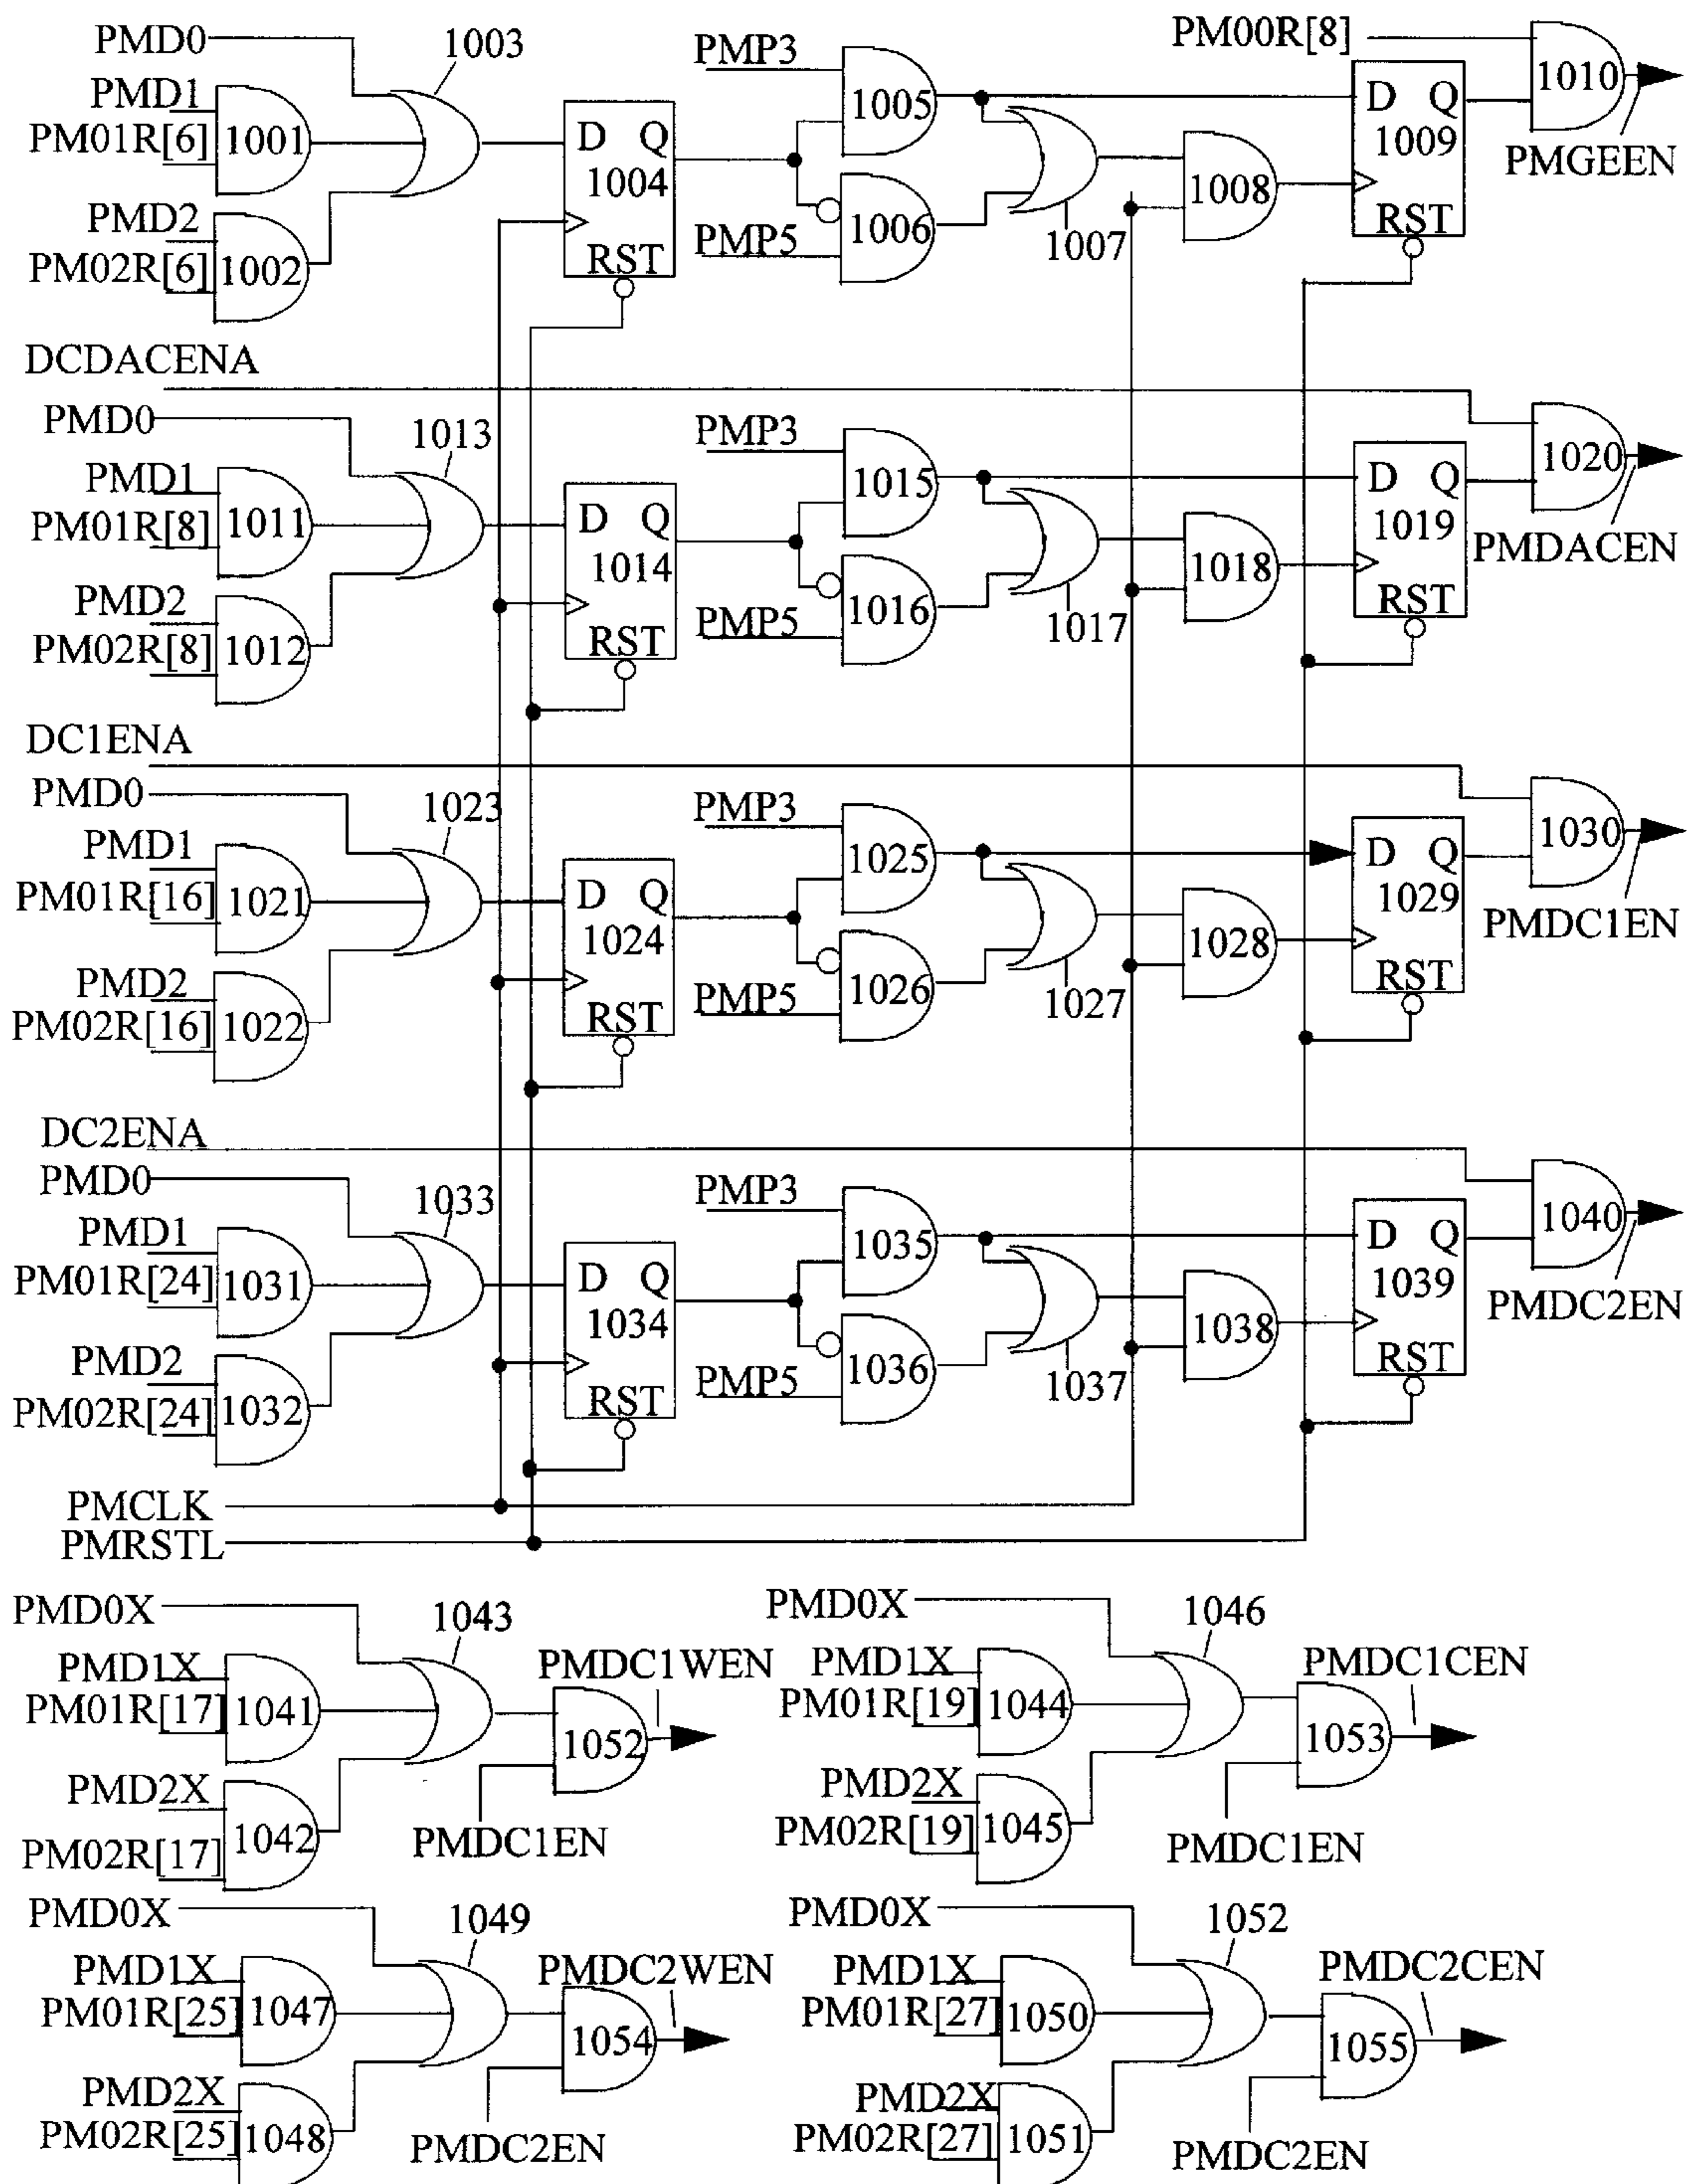 PMD0
1003
PMP3
PM00R[8]
PMD1
PM01R[6]
1001
1005
1010
D Q
1004
RST
D Q
1009
RST
PMGEEN
PMD2
PM02R[6]
1002
PMP5
1006
1007
1008
DCDACENA
PMD0
1013
PMP3
PMD1
PM01R[8]
1011
1015
1020
D Q
1014
RST
D Q
1019
RST
PMDACEN
PMD2
PM02R[8]
1012
PMP5
1016
1017
1018
DC1ENA
PMD0
1023
PMP3
PMD1
PM01R[16]
1021
1025
1030
D Q
1024
RST
D Q
1029
RST
PMDC1EN
PMD2
PM02R[16]
1022
PMP5
1026
1027
1028
DC2ENA
PMD0
1033
PMP3
PMD1
PM01R[24]
1031
1035
1040
D Q
1034
RST
D Q
1039
RST
PMDC2EN
PMD2
PM02R[24]
1032
PMP5
1036
1037
1038
PMCLK
PMRSTL
PMD0X
1043
PMD1X
PM01R[17]
1041
PMDC1WEN
1052
PMD2X
PM02R[17]
1042
PMDC1EN
PMD0X
1046
PMD1X
PM01R[19]
1044
PMDC1CEN
1053
PMD2X
PM02R[19]
1045
PMDC1EN
PMD0X
1049
PMD1X
PM01R[25]
1047
PMDC2WEN
1054
PMD2X
PM02R[25]
1048
PMDC2EN
PMD0X
1052
PMD1X
PM01R[27]
1050
PMDC2CEN
1055
PMD2X
PM02R[27]
1051
PMDC2EN